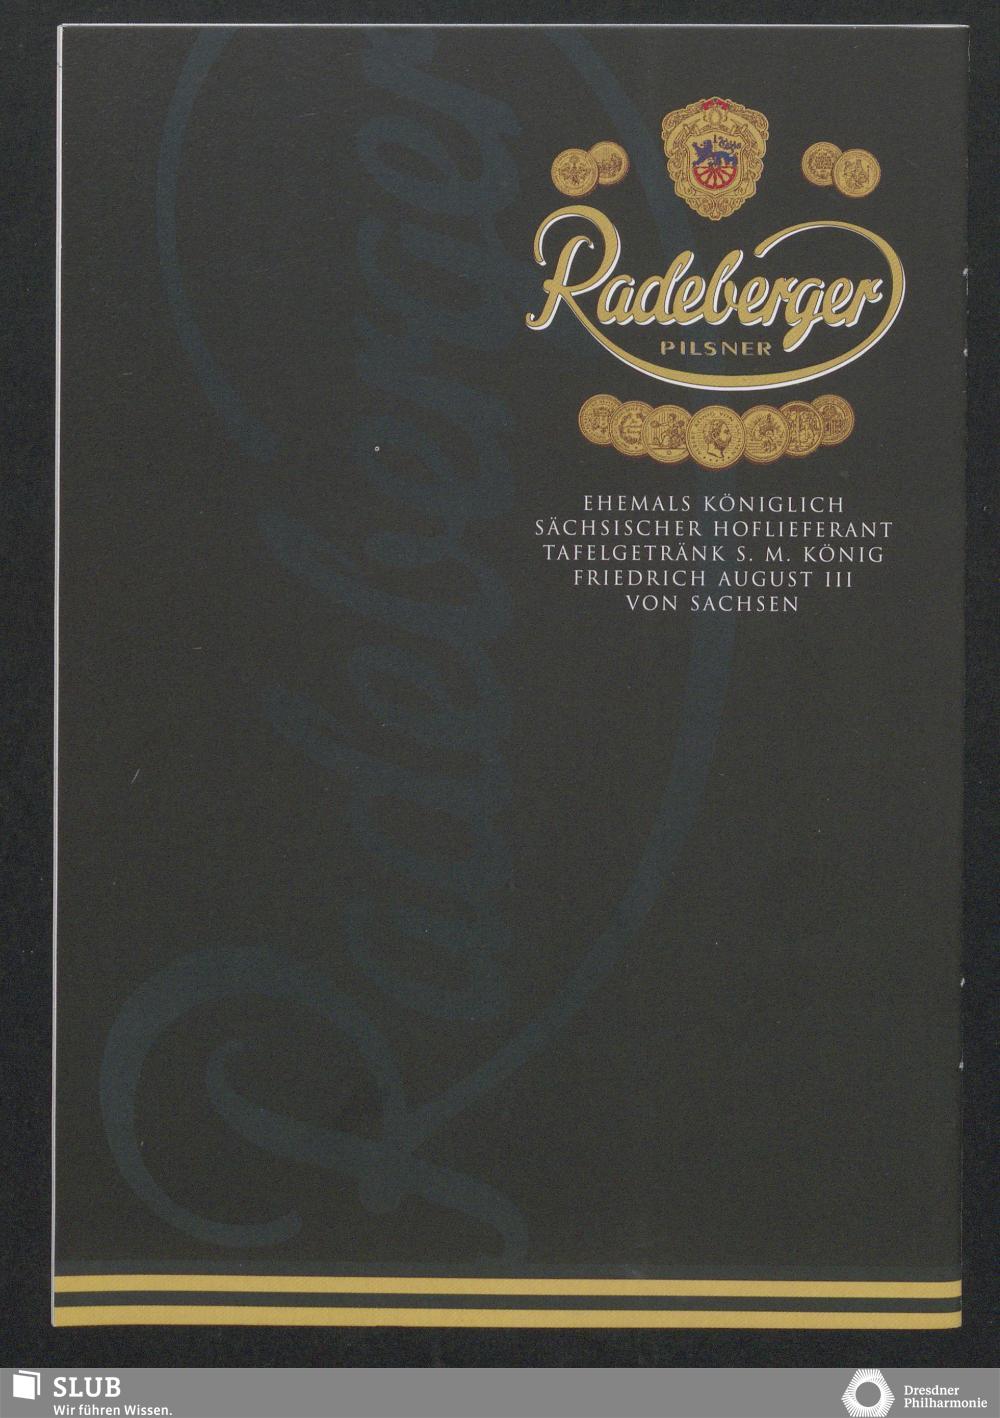 Radeberger
PILSNER
EHEMALS KÖNIGLICH
SÄCHSISCHER HOFLIEFERANT
TAFELGETRÄNK S. M. KÖNIG
FRIEDRICH AUGUST III
VON SACHSEN
Radeberger
SLUB
Wir führen Wissen.
Dresdner
Philharmonie